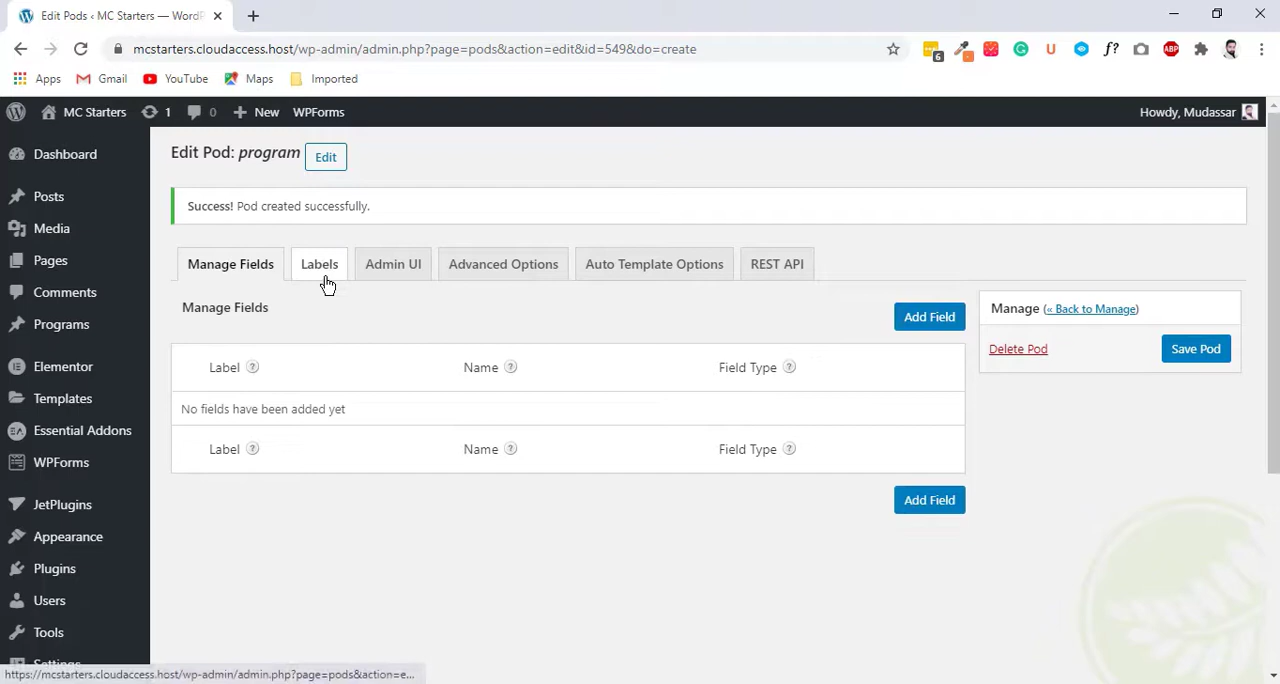 Edit Pods ‹ MC Starters — WordP
mcstarters.cloudaccess.host/wp-admin/admin.php?page=pods&action=edit&id=549&do=create
6
f?
ABP
Apps
Gmail
YouTube
Maps
Imported
MC Starters
1
0
New
WPForms
Howdy, Mudassar
Dashboard
Posts
Media
Pages
Comments
Programs
Elementor
Templates
Essential Addons
WPForms
JetPlugins
Appearance
Plugins
Users
Tools
Settings
Edit Pod: program
Edit
Success! Pod created successfully.
Manage Fields
Labels
Admin UI
Advanced Options
Auto Template Options
REST API
Manage Fields
Add Field
Label ?
Name ?
Field Type ?
No fields have been added yet
Label ?
Name ?
Field Type ?
Add Field
Manage (« Back to Manage)
Delete Pod
Save Pod
https://mcstarters.cloudaccess.host/wp-admin/admin.php?page=pods&action=e...